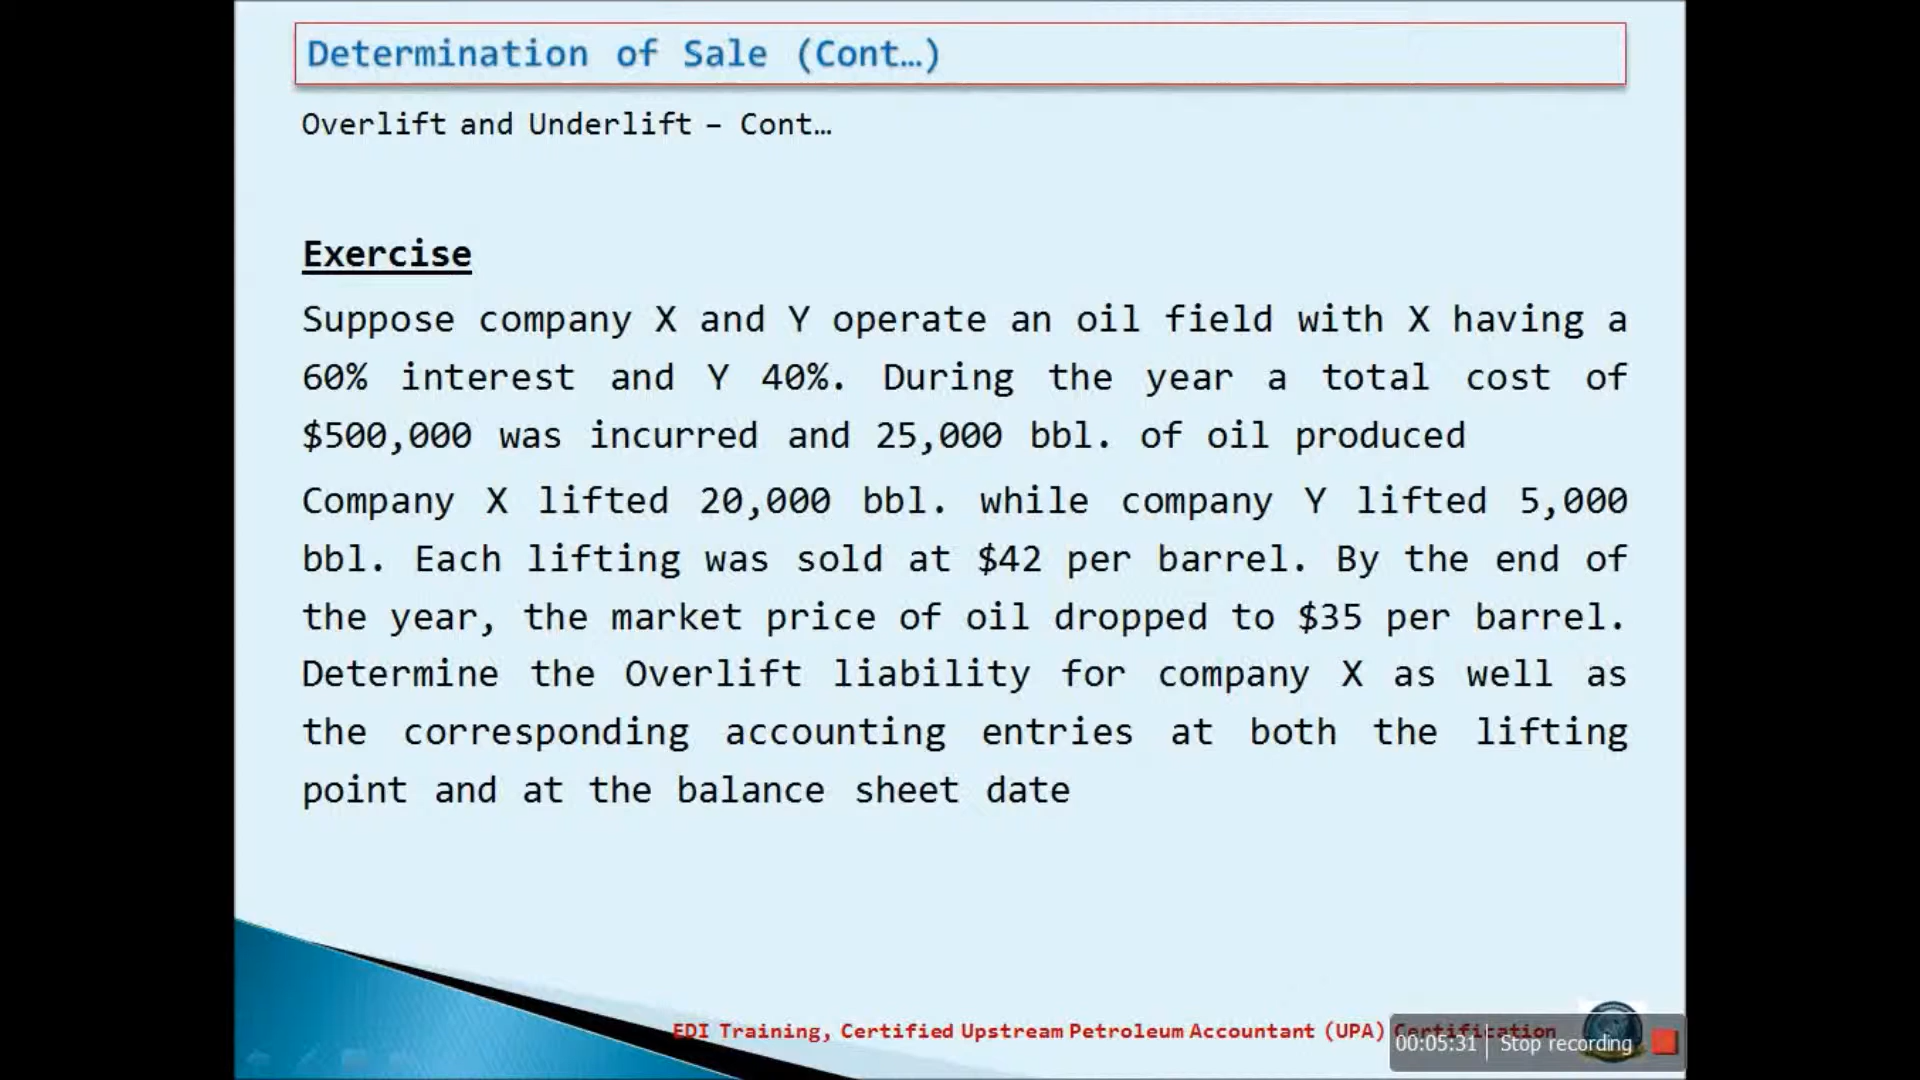 Determination of Sale (Cont…)
Overlift and Underlift – Cont…
Exercise
Suppose company X and Y operate an oil field with X having a
60% interest and Y 40%. During the year a total cost of
$500,000 was incurred and 25,000 bbl. of oil produced
Company X lifted 20,000 bbl. while company Y lifted 5,000
bbl. Each lifting was sold at $42 per barrel. By the end of
the year, the market price of oil dropped to $35 per barrel.
Determine the Overlift liability for company X as well as
the corresponding accounting entries at both the lifting
point and at the balance sheet date
EDI Training, Certified Upstream Petroleum Accountant (UPA) Certification
00:05:31 Stop recording